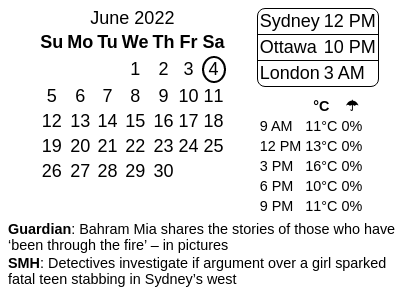 June 2022
Su Mo Tu We Th Fr Sa
1 2 3 4
5 6 7 8 9 10 11
12 13 14 15 16 17 18
19 20 21 22 23 24 25
26 27 28 29 30
Sydney 12 PM
Ottawa 10 PM
London 3 AM
°C ☂
9 AM 11°C 0%
12 PM 13°C 0%
3 PM 16°C 0%
6 PM 10°C 0%
9 PM 11°C 0%
Guardian: Bahram Mia shares the stories of those who have
‘been through the fire’ – in pictures
SMH: Detectives investigate if argument over a girl sparked
fatal teen stabbing in Sydney’s west